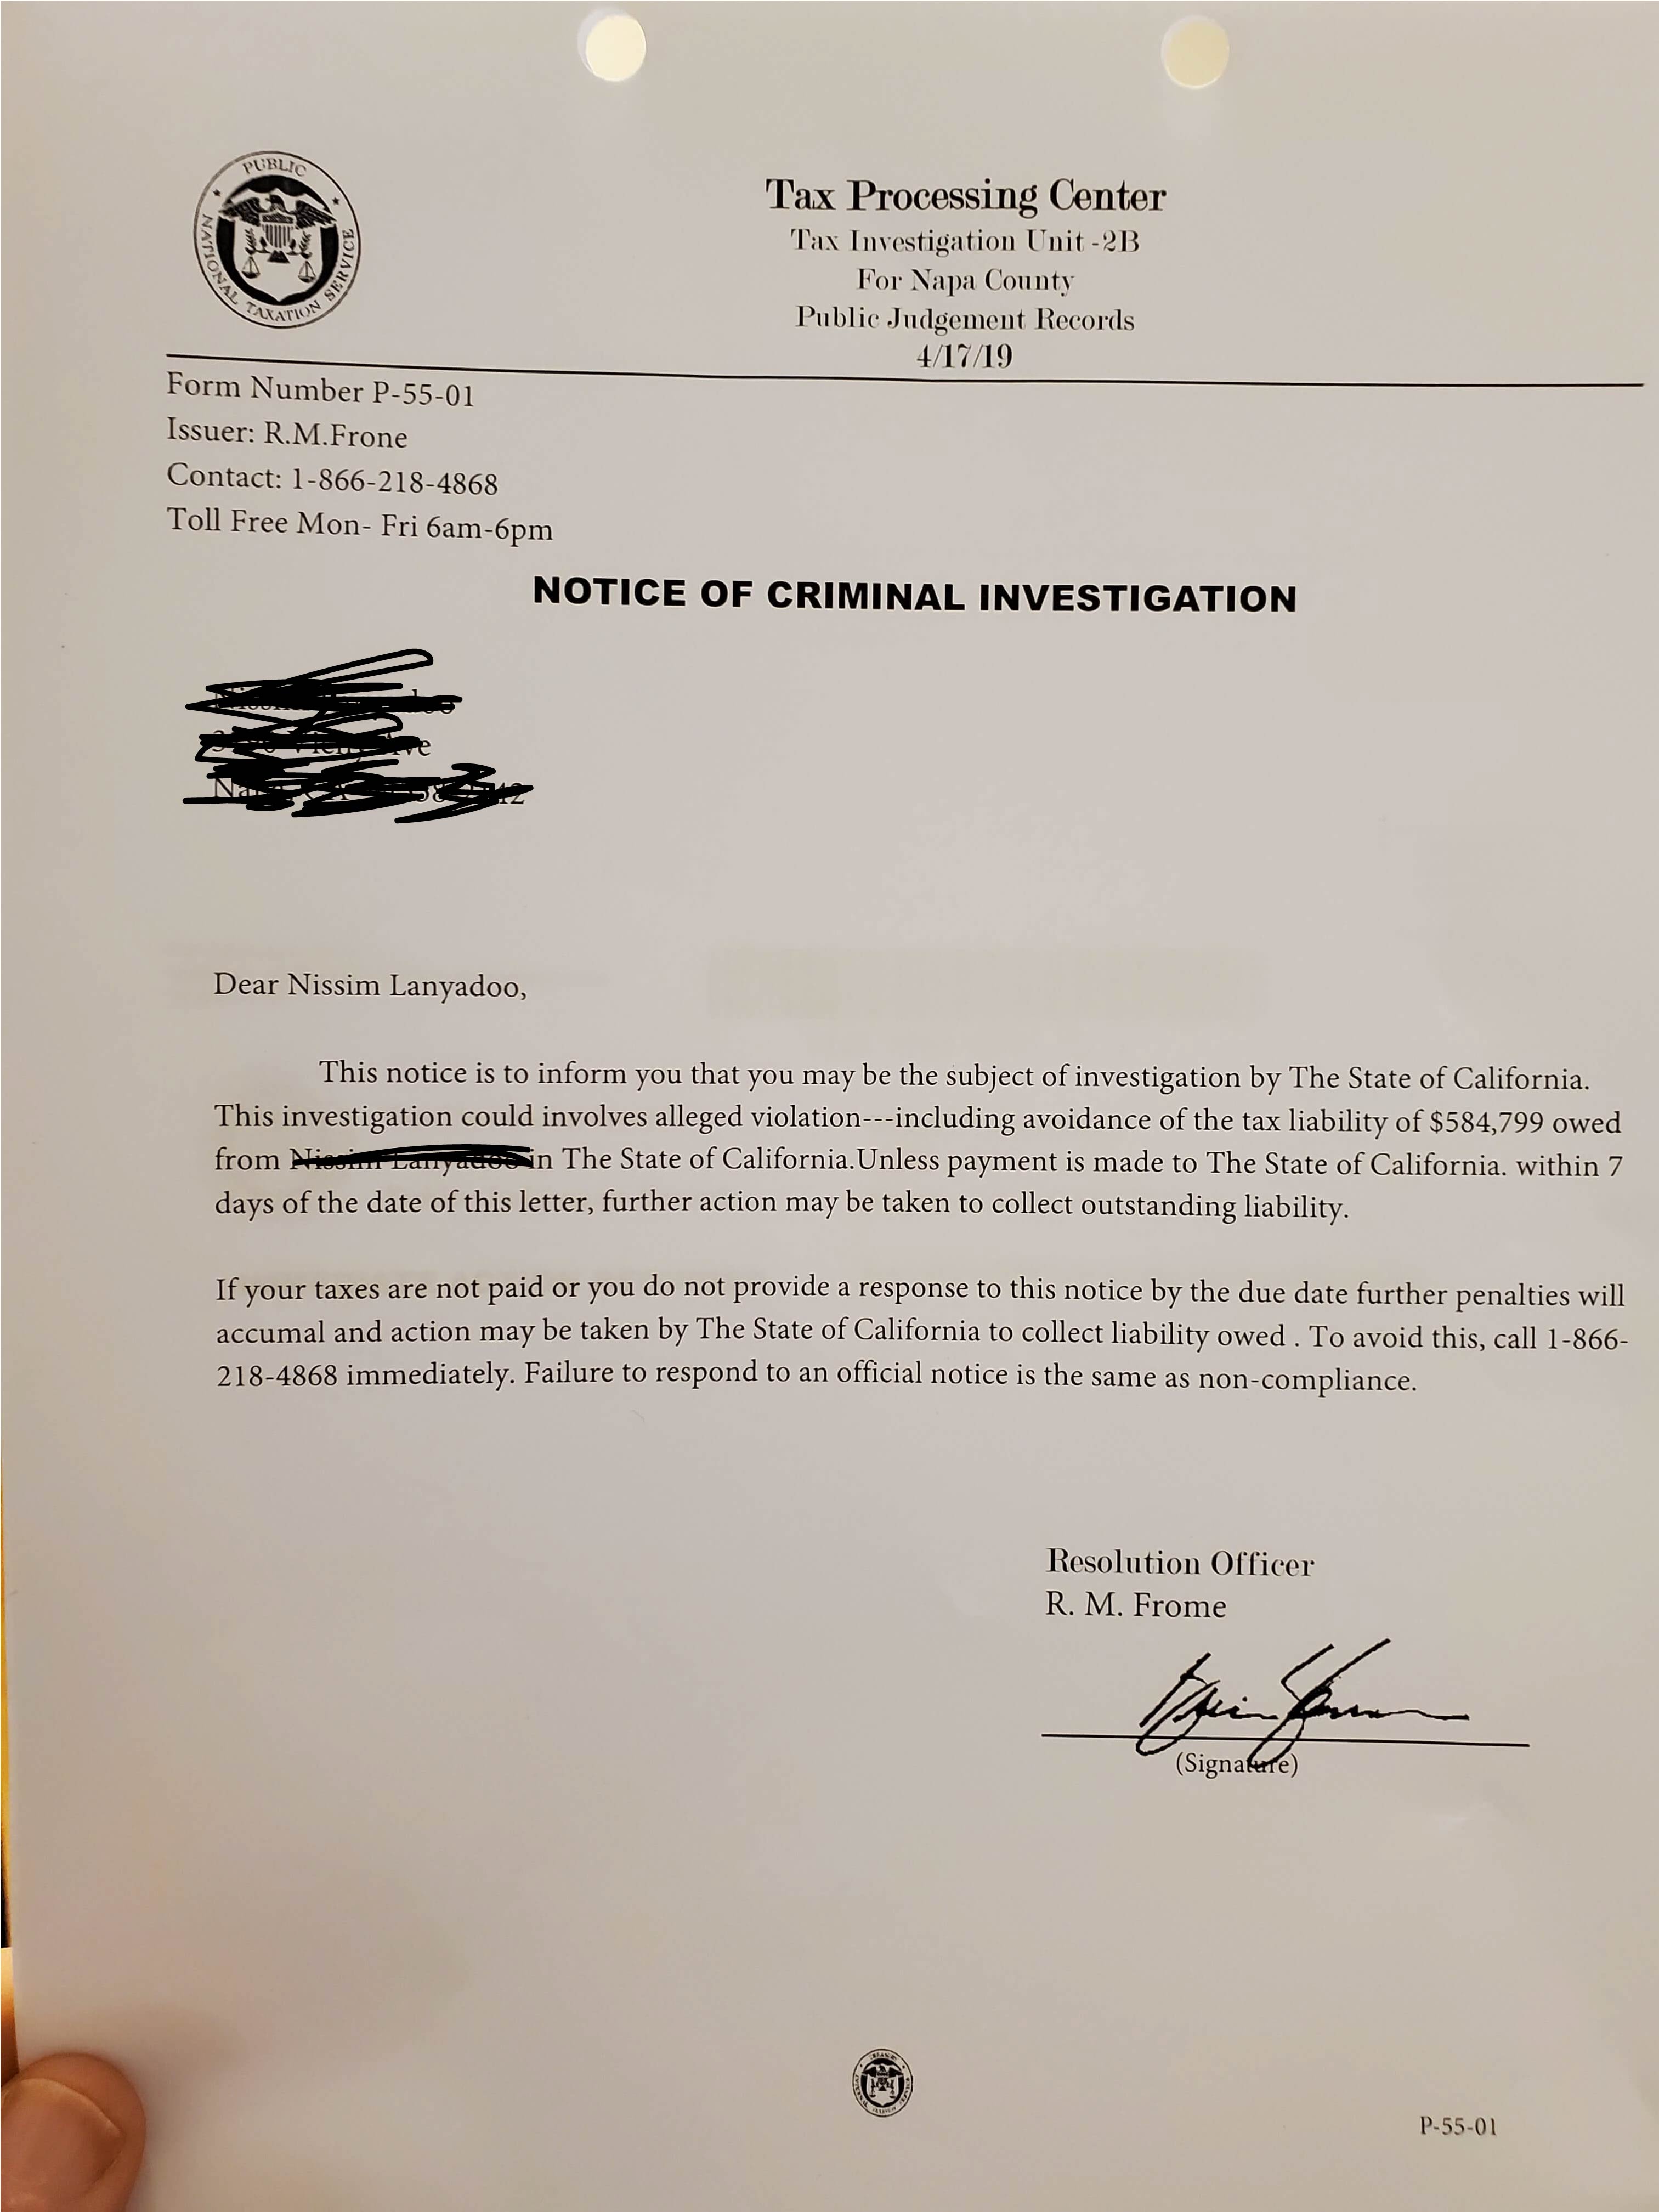 PUBLIC
NATIONAL TAXATION SERVICE
Tax Processing Center
Tax Investigation Unit -2B
For Napa County
Public Judgement Records
4/17/19
Form Number P-55-01
Issuer: R.M.Frone
Contact: 1-866-218-4868
Toll Free Mon- Fri 6am-6pm
NOTICE OF CRIMINAL INVESTIGATION
Dear Nissim Lanyadoo,
This notice is to inform you that you may be the subject of investigation by The State of California.
This investigation could involves alleged violation---including avoidance of the tax liability of $584,799 owed
from in The State of California.Unless payment is made to The State of California. within 7
days of the date of this letter, further action may be taken to collect outstanding liability.
If your taxes are not paid or you do not provide a response to this notice by the due date further penalties will
accumal and action may be taken by The State of California to collect liability owed . To avoid this, call 1-866-
218-4868 immediately. Failure to respond to an official notice is the same as non-compliance.
Resolution Officer
R. M. Frome
(Signature)
P-55-01